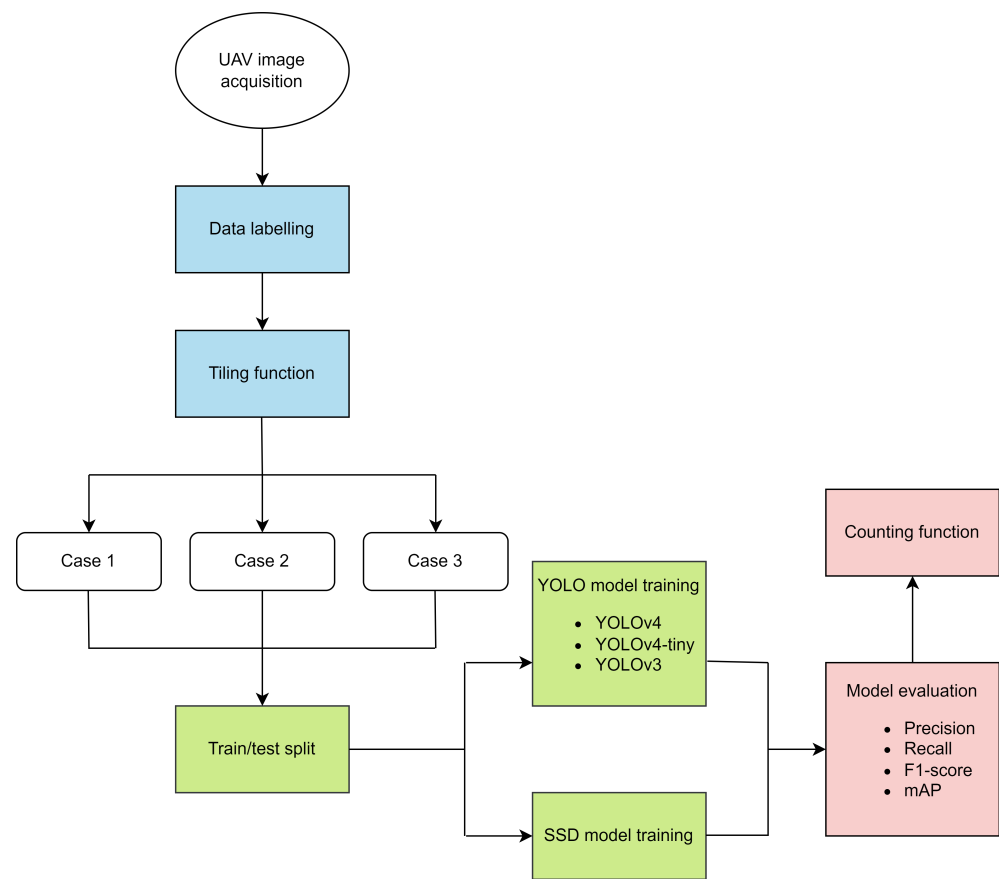 UAV image
acquisition
Data labelling
Tiling function
Case 1
Case 2
Case 3
Train/test split
YOLO model training
• YOLOv4
• YOLOv4-tiny
• YOLOv3
SSD model training
Counting function
Model evaluation
• Precision
• Recall
• F1-score
• mAP